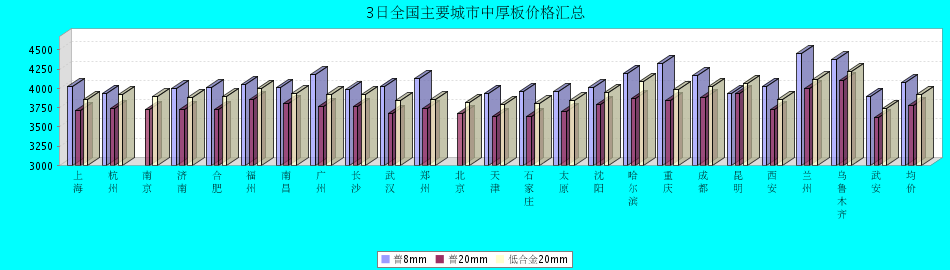 3日全国主要城市中厚板价格汇总
4500
4250
4000
3750
3500
3250
3000
上海
杭州
南京
济南
合肥
福州
南昌
广州
长沙
武汉
郑州
北京
天津
石家庄
太原
沈阳
哈尔滨
重庆
成都
昆明
西安
兰州
乌鲁木齐
武安
均价
普8mm 普20mm 低合金20mm